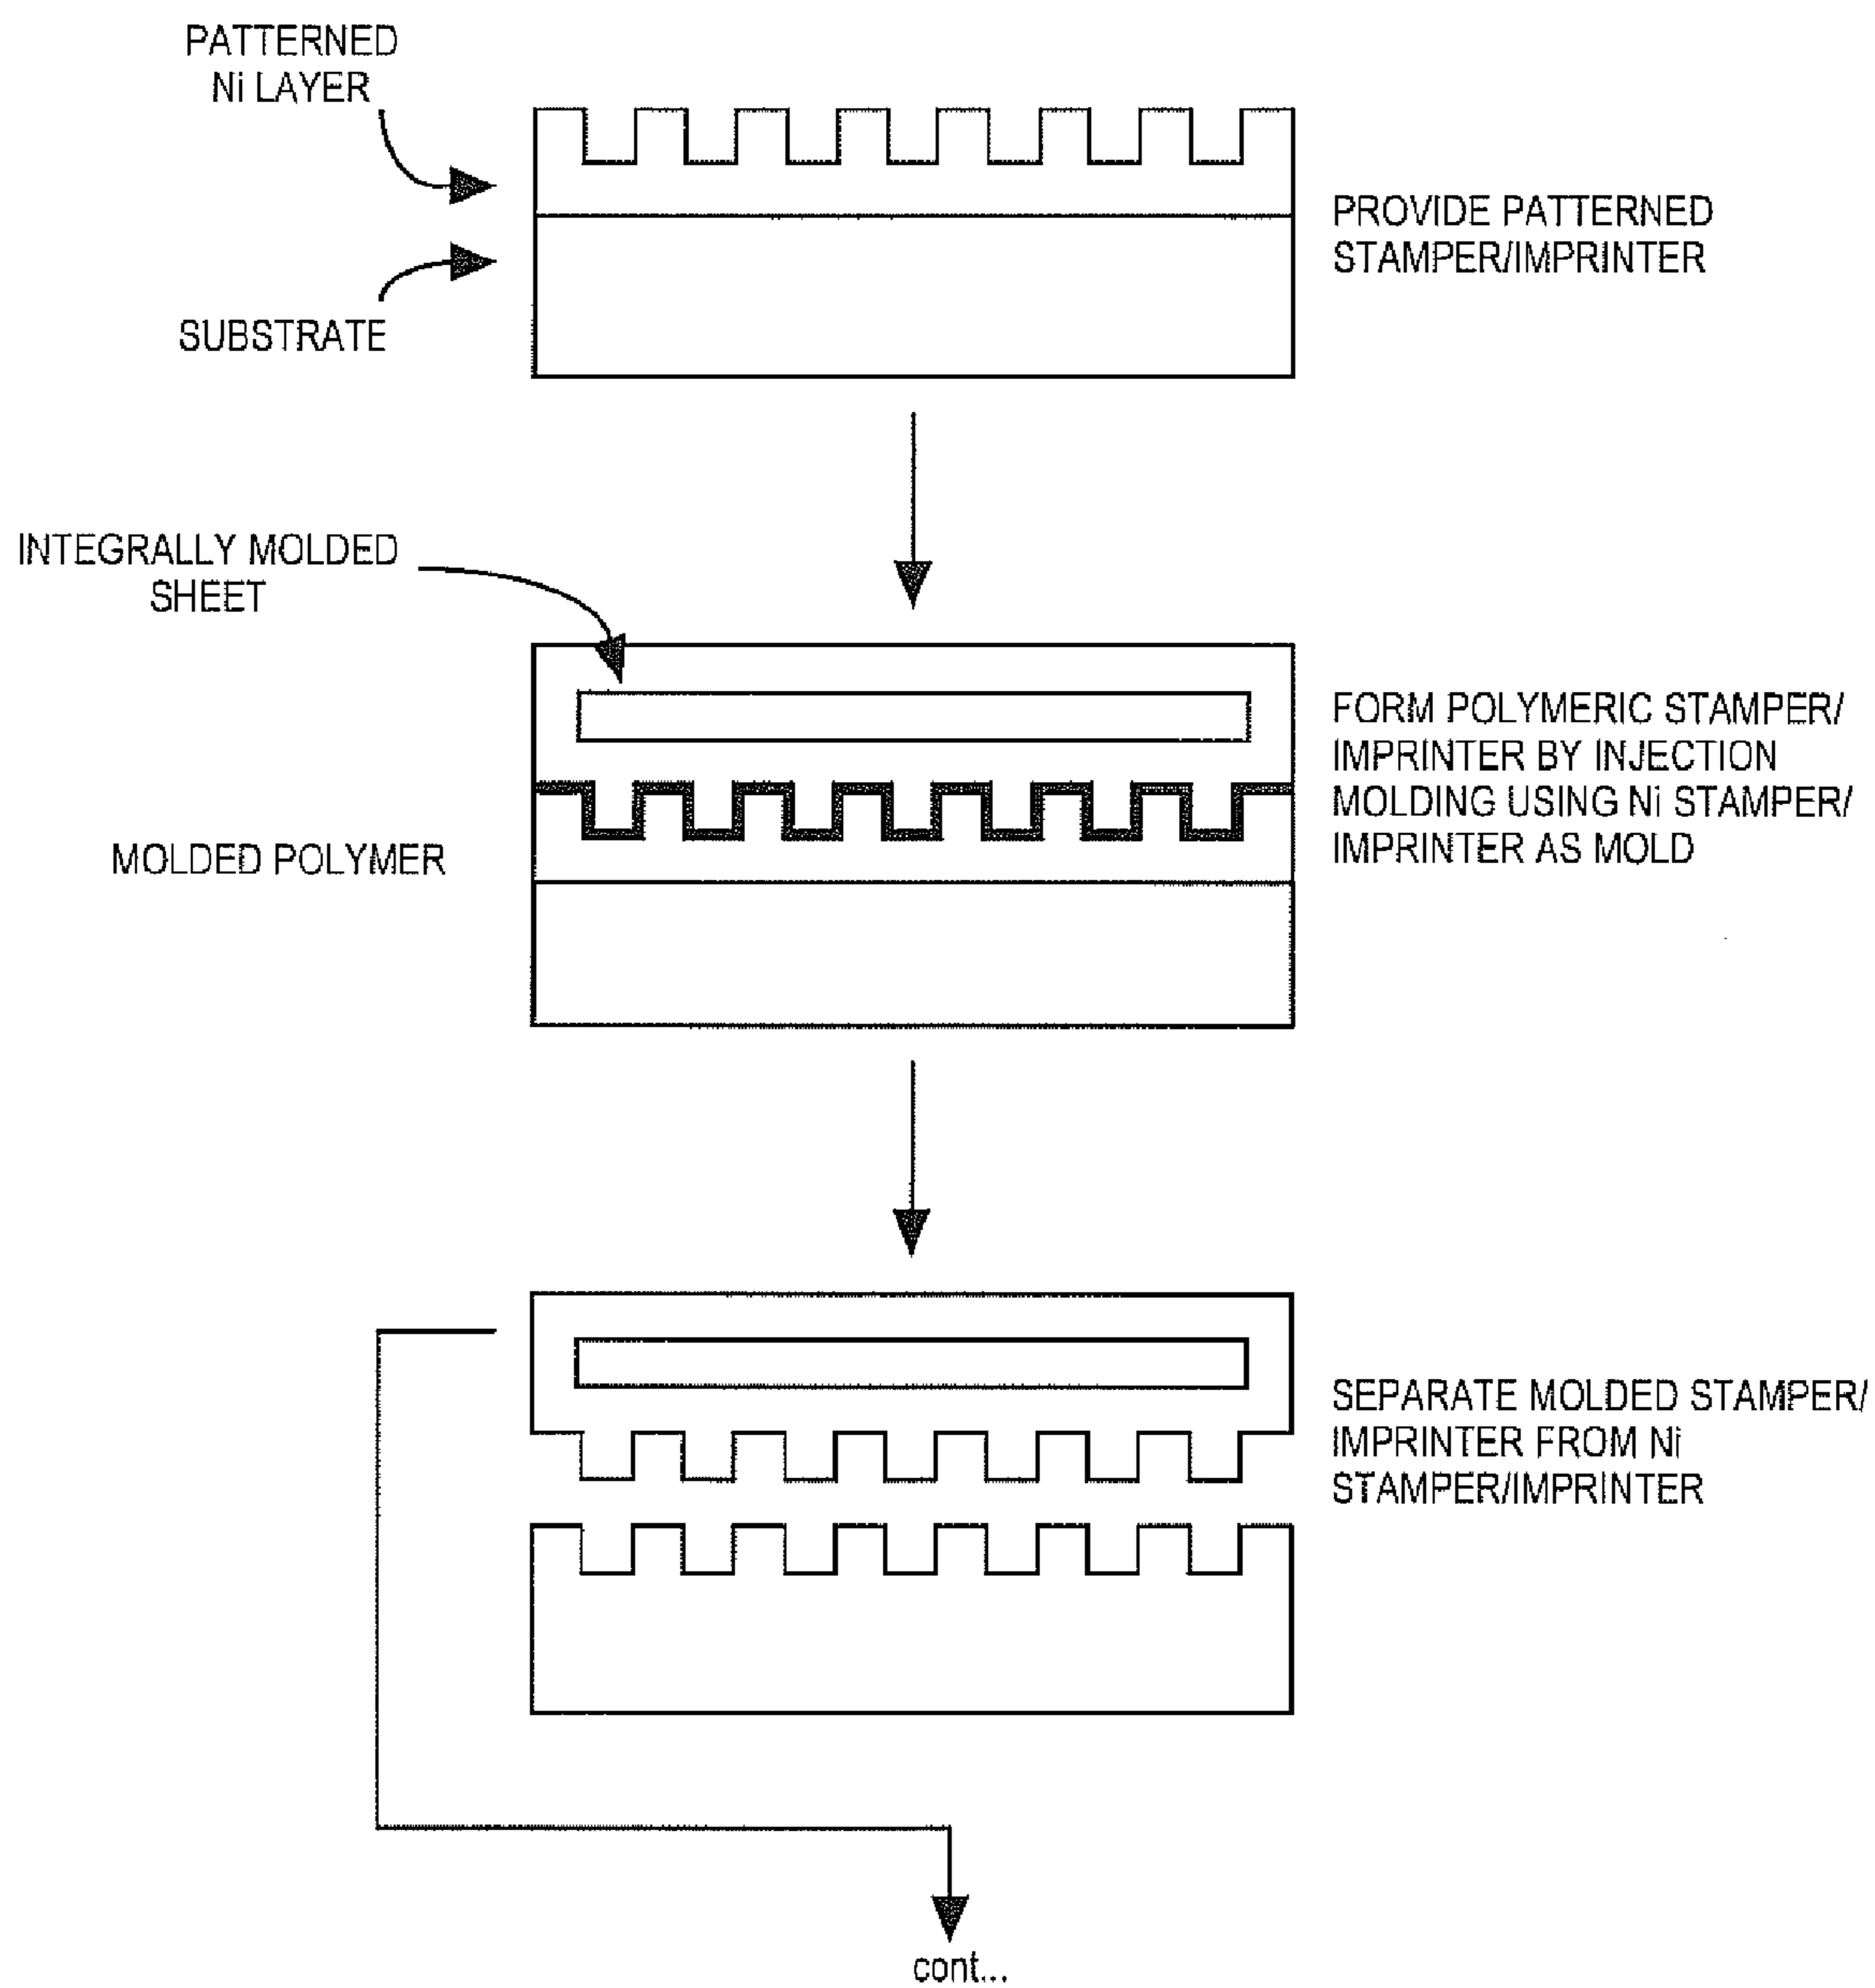 PATTERNED
Ni LAYER
SUBSTRATE
PROVIDE PATTERNED
STAMPER/IMPRINTER
INTEGRALLY MOLDED
SHEET
MOLDED POLYMER
FORM POLYMERIC STAMPER/
IMPRINTER BY INJECTION
MOLDING USING Ni STAMPER/
IMPRINTER AS MOLD
SEPARATE MOLDED STAMPER/
IMPRINTER FROM Ni
STAMPER/IMPRINTER
cont...